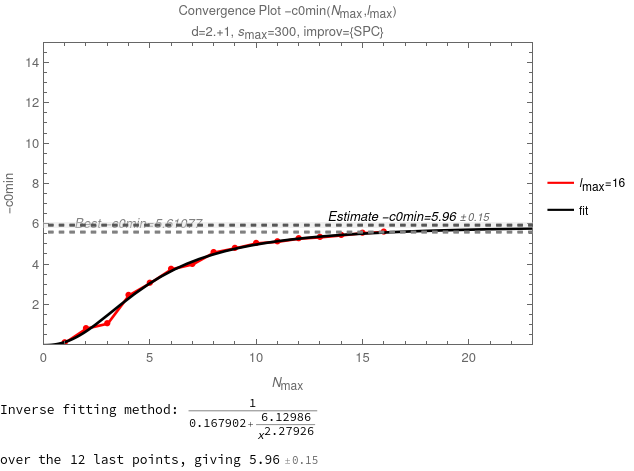 Convergence Plot −c0min(Nmax,lmax)
d=2.+1, smax=300, improv={SPC}
14
12
10
8
6
4
2
−c0min
Best −c0min=5.61077
Estimate −c0min=5.96 ±0.15
lmax=16
fit
0 5 10 15 20
Nmax
Inverse fitting method: 1
0.167902+ 6.12986
x2.27926
over the 12 last points, giving 5.96 ±0.15